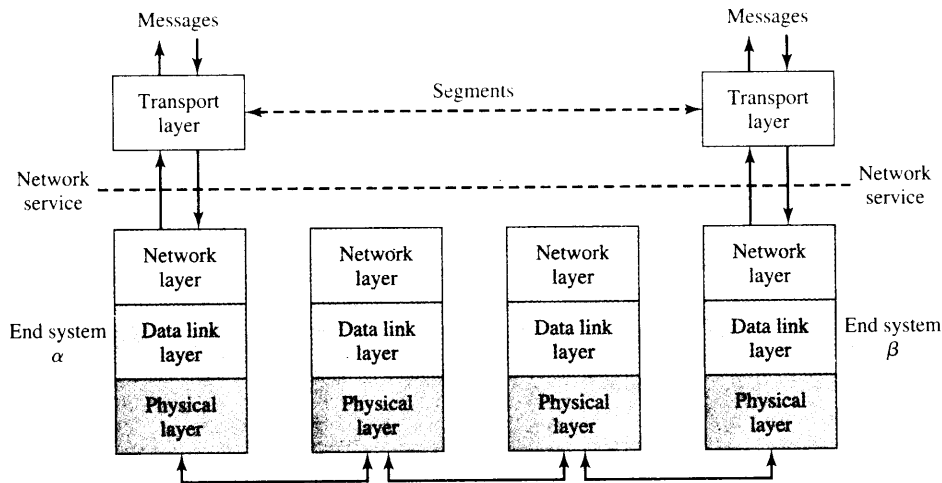 Messages
Messages
Transport
layer
Segments
Transport
layer
Network
service
Network
service
Network
layer
Network
layer
Network
layer
Network
layer
End system
α
Data link
layer
Data link
layer
Data link
layer
Data link
layer
End system
β
Physical
layer
Physical
layer
Physical
layer
Physical
layer